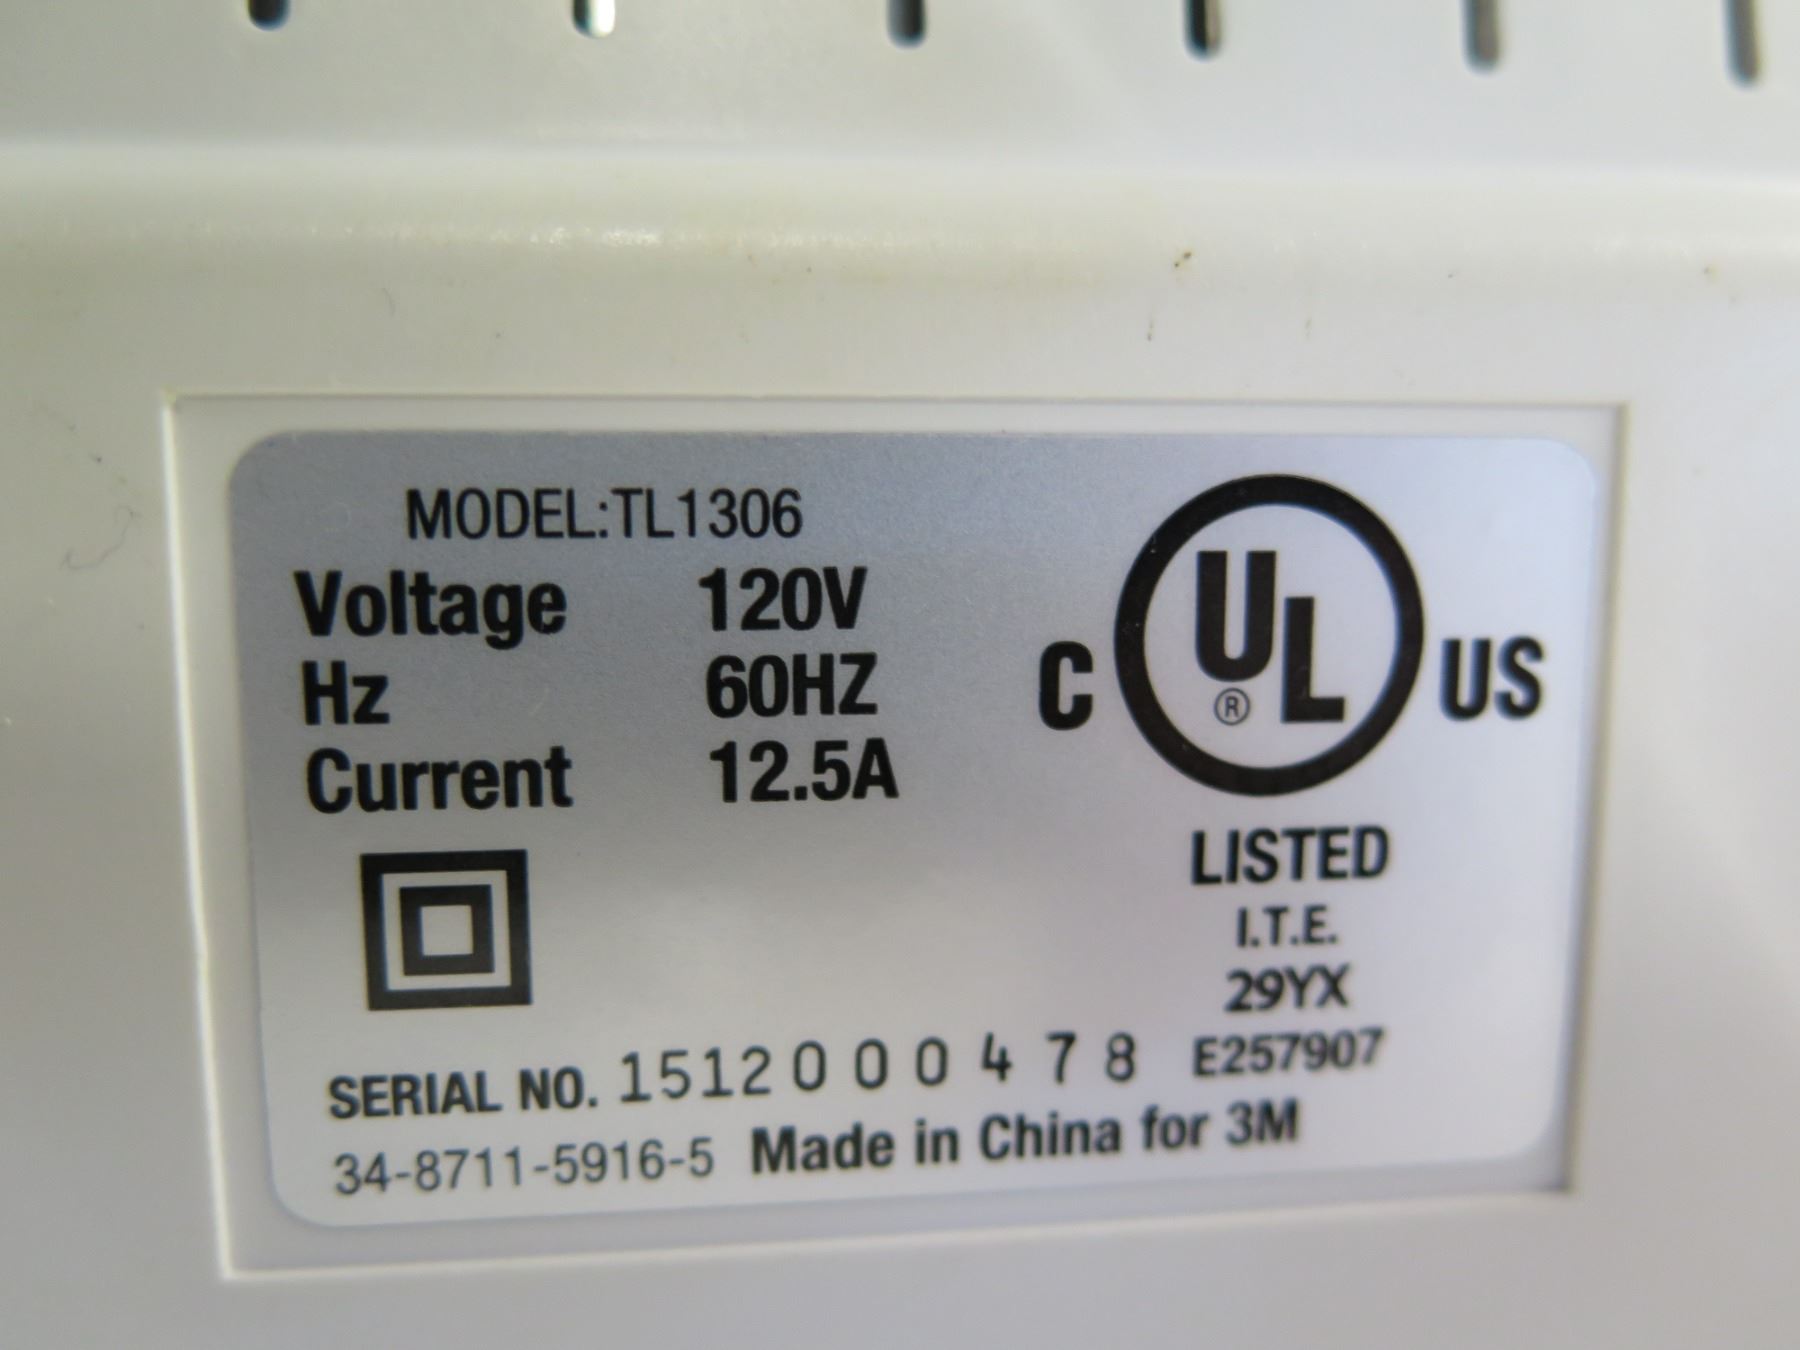 MODEL:TL1306
Voltage 120V
Hz 60HZ
Current 12.5A
C UL® US
LISTED
I.T.E.
29YX
E257907
SERIAL NO. 1512000478
34-8711-5916-5 Made in China for 3M